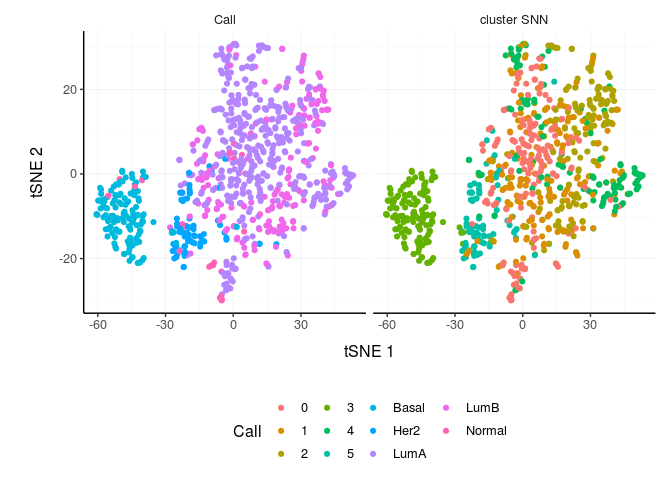 Call cluster SNN
20
0
-20
tSNE 2
-60 -30 0 30 -60 -30 0 30
tSNE 1
0 3 Basal LumB
Call 1 4 Her2 Normal
2 5 LumA